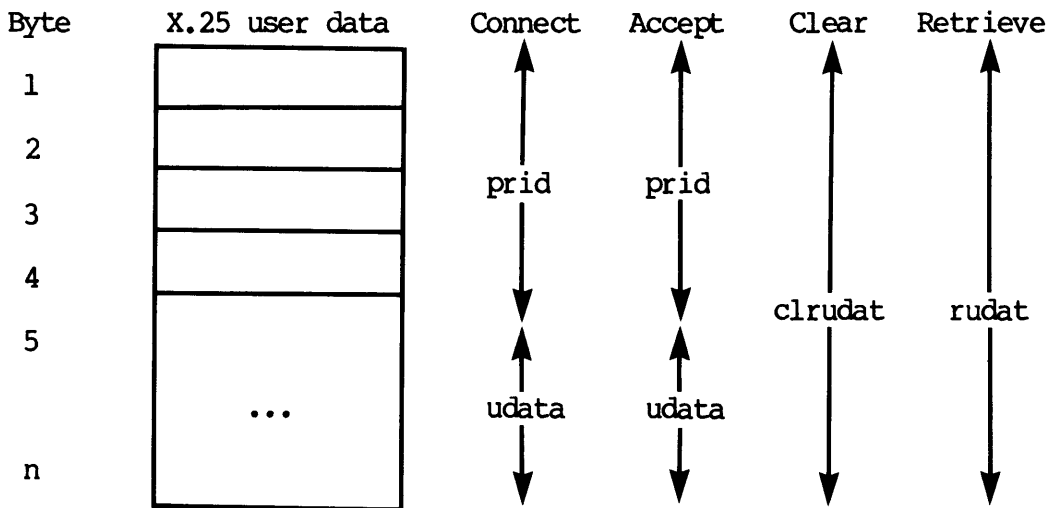 Byte X.25 user data Connect Accept Clear Retrieve
1
2
prid prid
3
4
clrudat rudat
5
... udata udata
n